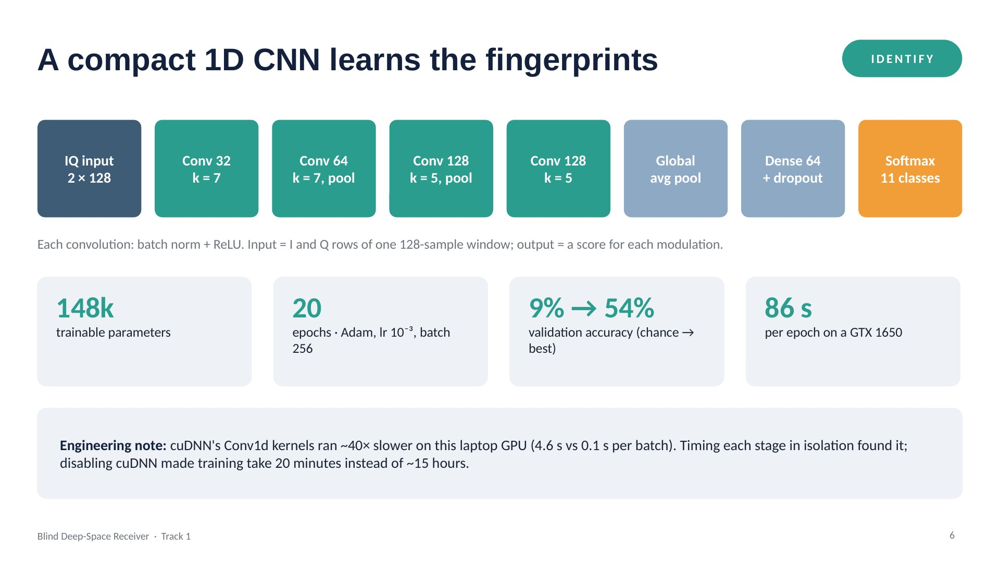 A compact 1D CNN learns the fingerprints
IDENTIFY
IQ input
2 × 128
Conv 32
k = 7
Conv 64
k = 7, pool
Conv 128
k = 5, pool
Conv 128
k = 5
Global
avg pool
Dense 64
+ dropout
Softmax
11 classes
Each convolution: batch norm + ReLU. Input = I and Q rows of one 128-sample window; output = a score for each modulation.
148k
trainable parameters
20
epochs · Adam, lr 10⁻³, batch
256
9% → 54%
validation accuracy (chance →
best)
86 s
per epoch on a GTX 1650
Engineering note: cuDNN's Conv1d kernels ran ~40× slower on this laptop GPU (4.6 s vs 0.1 s per batch). Timing each stage in isolation found it;
disabling cuDNN made training take 20 minutes instead of ~15 hours.
Blind Deep-Space Receiver · Track 1
6